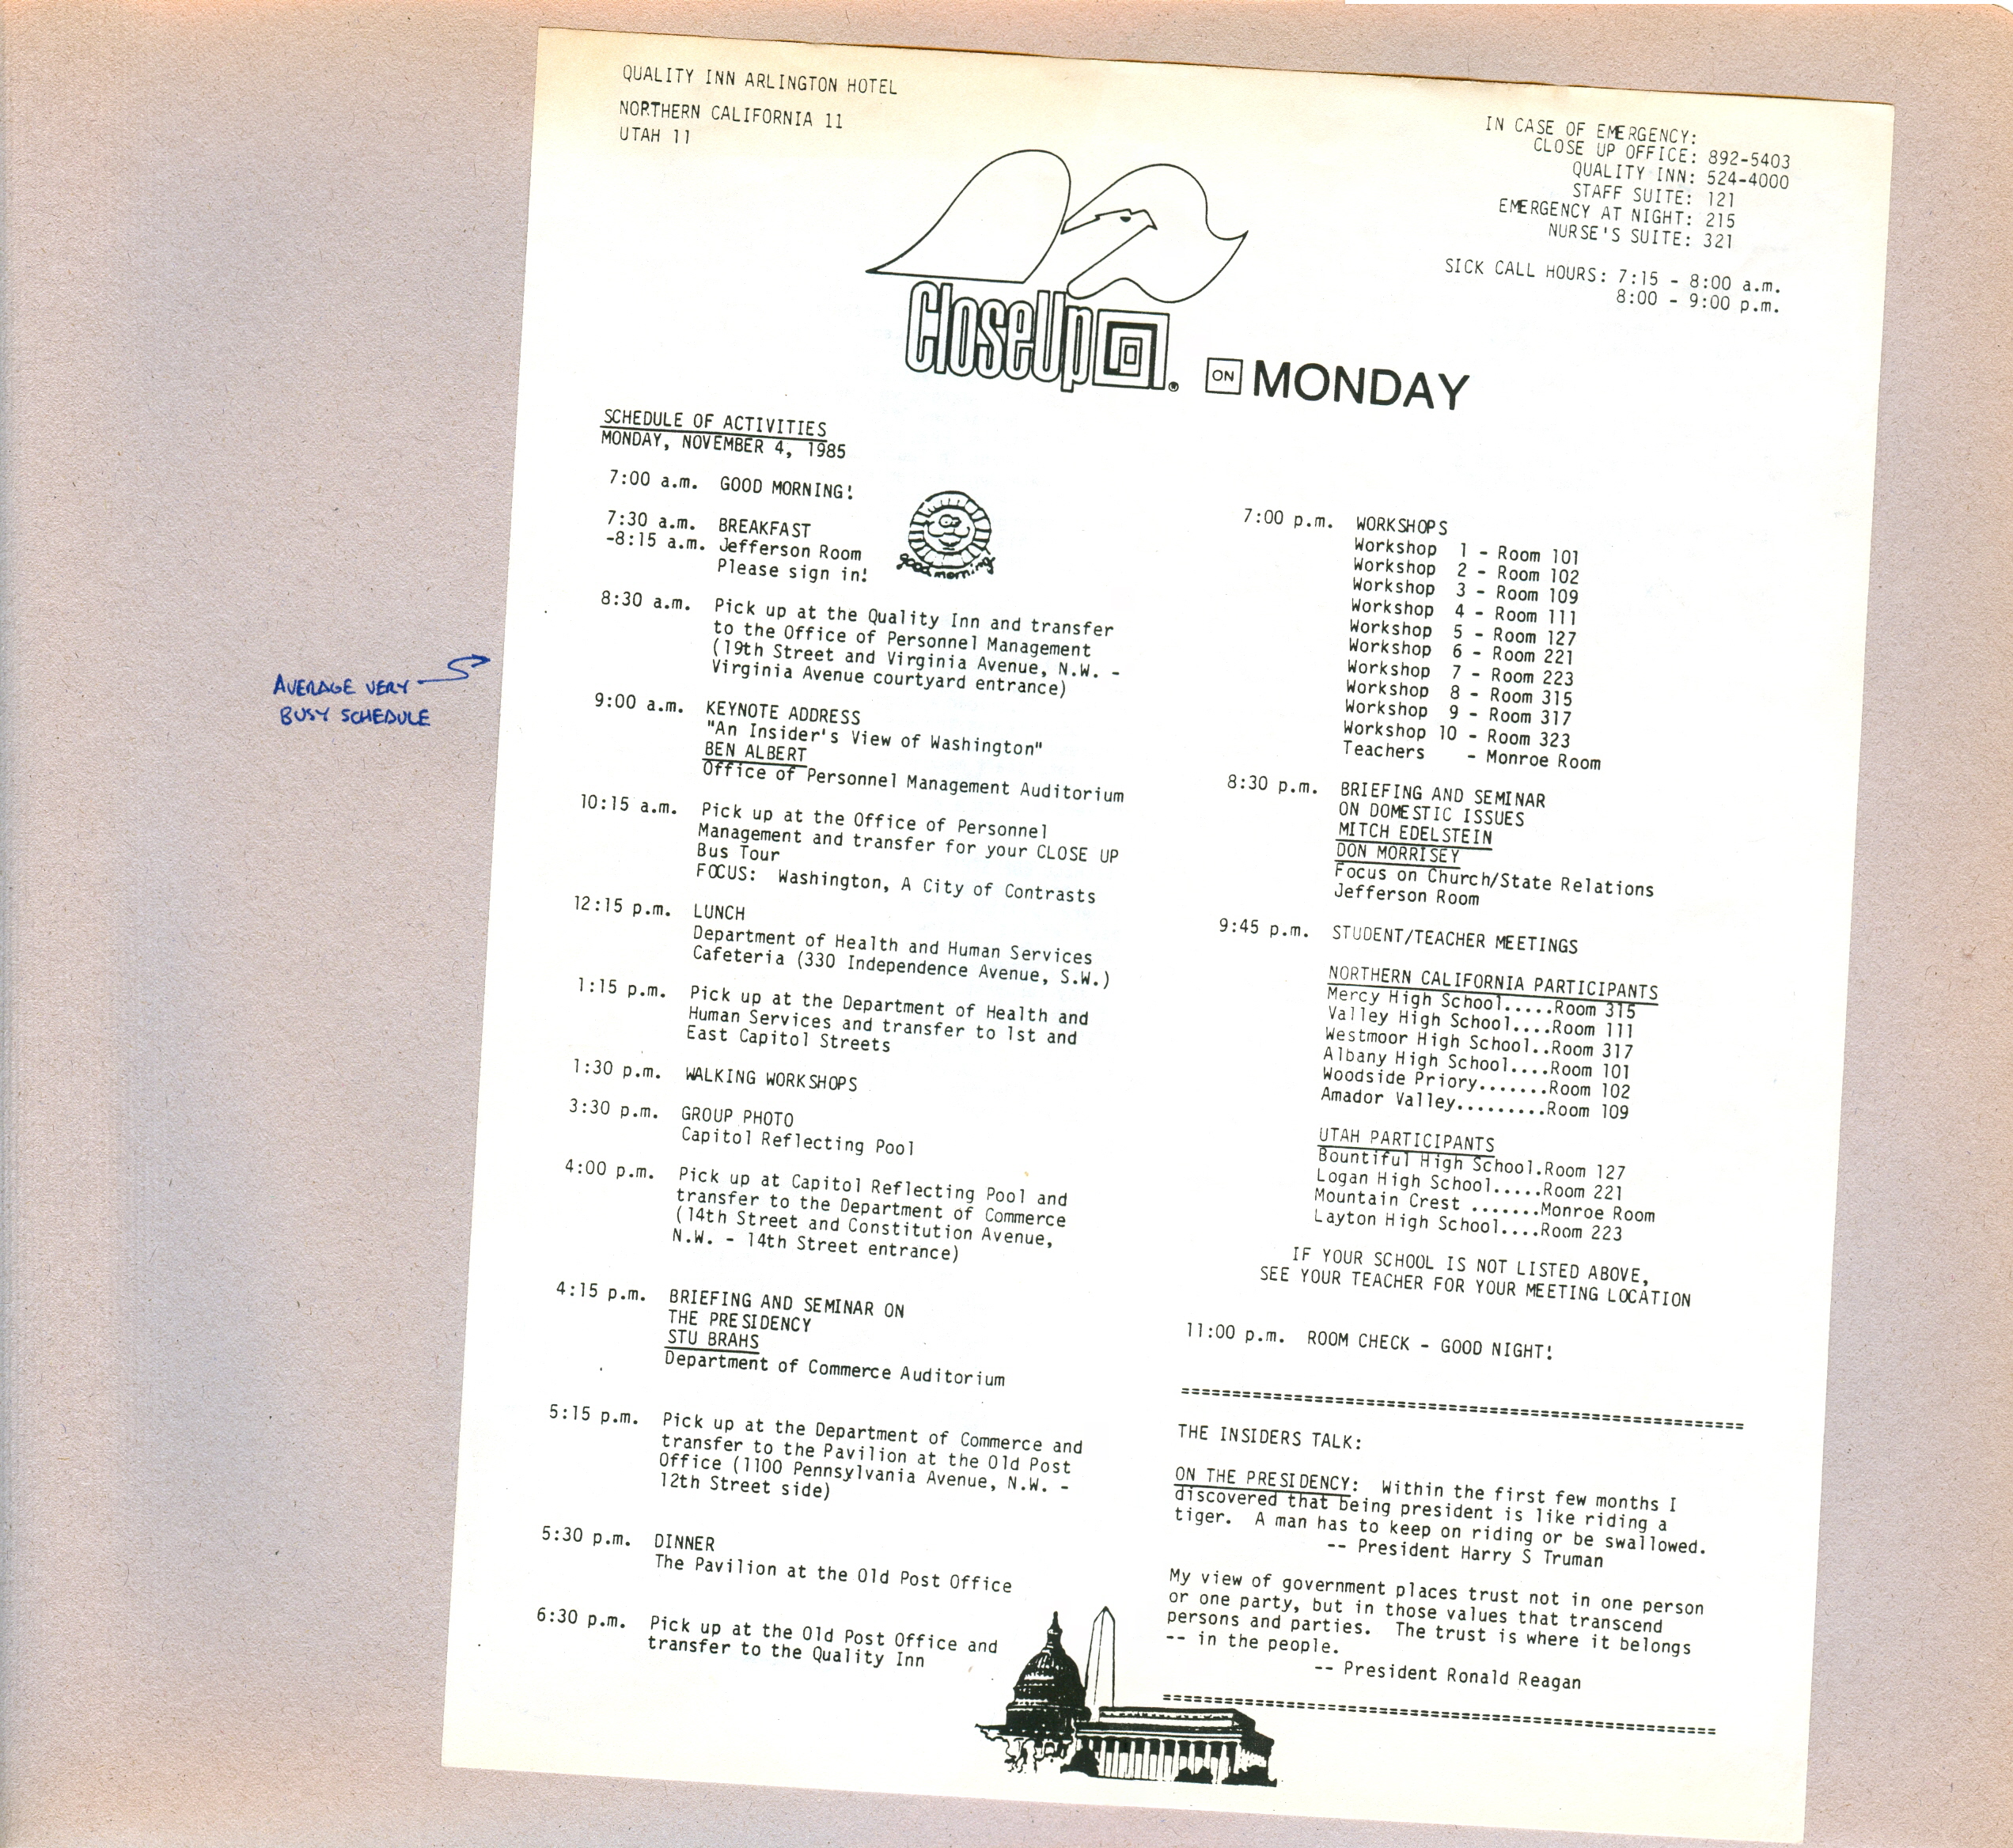 QUALITY INN ARLINGTON HOTEL
NORTHERN CALIFORNIA 11
UTAH 11
IN CASE OF EMERGENCY:
CLOSE UP OFFICE: 892-5403
QUALITY INN: 524-4000
STAFF SUITE: 121
EMERGENCY AT NIGHT: 215
NURSE'S SUITE: 321
SICK CALL HOURS: 7:15 - 8:00 a.m.
8:00 - 9:00 p.m.
CloseUp® ON MONDAY
SCHEDULE OF ACTIVITIES
MONDAY, NOVEMBER 4, 1985
7:00 a.m. GOOD MORNING!
7:30 a.m. BREAKFAST
-8:15 a.m. Jefferson Room
Please sign in!
good morning
8:30 a.m. Pick up at the Quality Inn and transfer
to the Office of Personnel Management
(19th Street and Virginia Avenue, N.W. -
Virginia Avenue courtyard entrance)
AVERAGE VERY
BUSY SCHEDULE
9:00 a.m. KEYNOTE ADDRESS
"An Insider's View of Washington"
BEN ALBERT
Office of Personnel Management Auditorium
10:15 a.m. Pick up at the Office of Personnel
Management and transfer for your CLOSE UP
Bus Tour
FOCUS: Washington, A City of Contrasts
12:15 p.m. LUNCH
Department of Health and Human Services
Cafeteria (330 Independence Avenue, S.W.)
1:15 p.m. Pick up at the Department of Health and
Human Services and transfer to 1st and
East Capitol Streets
1:30 p.m. WALKING WORKSHOPS
3:30 p.m. GROUP PHOTO
Capitol Reflecting Pool
4:00 p.m. Pick up at Capitol Reflecting Pool and
transfer to the Department of Commerce
(14th Street and Constitution Avenue,
N.W. - 14th Street entrance)
4:15 p.m. BRIEFING AND SEMINAR ON
THE PRESIDENCY
STU BRAHS
Department of Commerce Auditorium
5:15 p.m. Pick up at the Department of Commerce and
transfer to the Pavilion at the Old Post
Office (1100 Pennsylvania Avenue, N.W. -
12th Street side)
5:30 p.m. DINNER
The Pavilion at the Old Post Office
6:30 p.m. Pick up at the Old Post Office and
transfer to the Quality Inn
7:00 p.m. WORKSHOPS
Workshop 1 - Room 101
Workshop 2 - Room 102
Workshop 3 - Room 109
Workshop 4 - Room 111
Workshop 5 - Room 127
Workshop 6 - Room 221
Workshop 7 - Room 223
Workshop 8 - Room 315
Workshop 9 - Room 317
Workshop 10 - Room 323
Teachers - Monroe Room
8:30 p.m. BRIEFING AND SEMINAR
ON DOMESTIC ISSUES
MITCH EDELSTEIN
DON MORRISEY
Focus on Church/State Relations
Jefferson Room
9:45 p.m. STUDENT/TEACHER MEETINGS
NORTHERN CALIFORNIA PARTICIPANTS
Mercy High School.....Room 315
Valley High School....Room 111
Westmoor High School..Room 317
Albany High School....Room 101
Woodside Priory.......Room 102
Amador Valley.........Room 109
UTAH PARTICIPANTS
Bountiful High School.Room 127
Logan High School.....Room 221
Mountain Crest .......Monroe Room
Layton High School....Room 223
IF YOUR SCHOOL IS NOT LISTED ABOVE,
SEE YOUR TEACHER FOR YOUR MEETING LOCATION
11:00 p.m. ROOM CHECK - GOOD NIGHT!
THE INSIDERS TALK:
ON THE PRESIDENCY: Within the first few months I
discovered that being president is like riding a
tiger. A man has to keep on riding or be swallowed.
-- President Harry S Truman
My view of government places trust not in one person
or one party, but in those values that transcend
persons and parties. The trust is where it belongs
-- in the people.
-- President Ronald Reagan